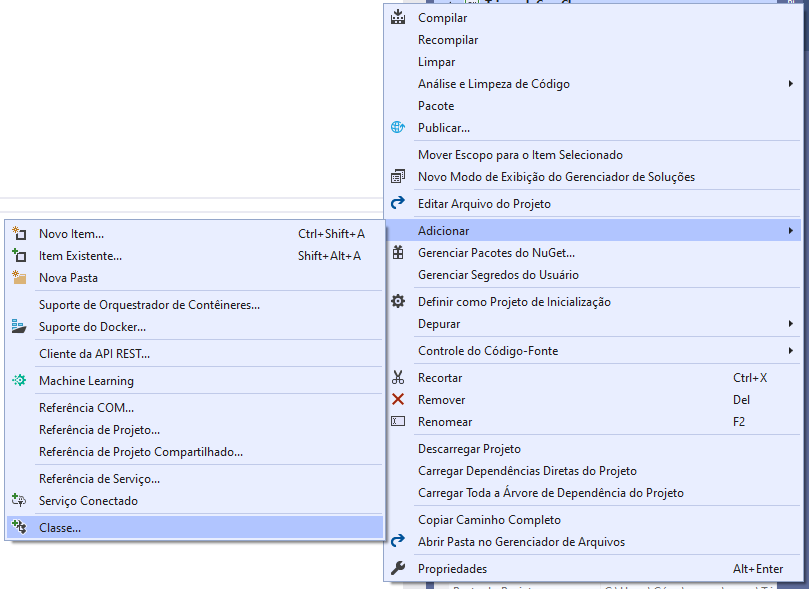 Compilar
Recompilar
Limpar
Análise e Limpeza de Código
Pacote
Publicar...
Mover Escopo para o Item Selecionado
Novo Modo de Exibição do Gerenciador de Soluções
Editar Arquivo do Projeto
Adicionar
Gerenciar Pacotes do NuGet...
Gerenciar Segredos do Usuário
Definir como Projeto de Inicialização
Depurar
Controle do Código-Fonte
Recortar Ctrl+X
Remover Del
Renomear F2
Descarregar Projeto
Carregar Dependências Diretas do Projeto
Carregar Toda a Árvore de Dependência do Projeto
Copiar Caminho Completo
Abrir Pasta no Gerenciador de Arquivos
Propriedades Alt+Enter
Novo Item... Ctrl+Shift+A
Item Existente... Shift+Alt+A
Nova Pasta
Suporte de Orquestrador de Contêineres...
Suporte do Docker...
Cliente da API REST...
Machine Learning
Referência COM...
Referência de Projeto...
Referência de Projeto Compartilhado...
Referência de Serviço...
Serviço Conectado
Classe...